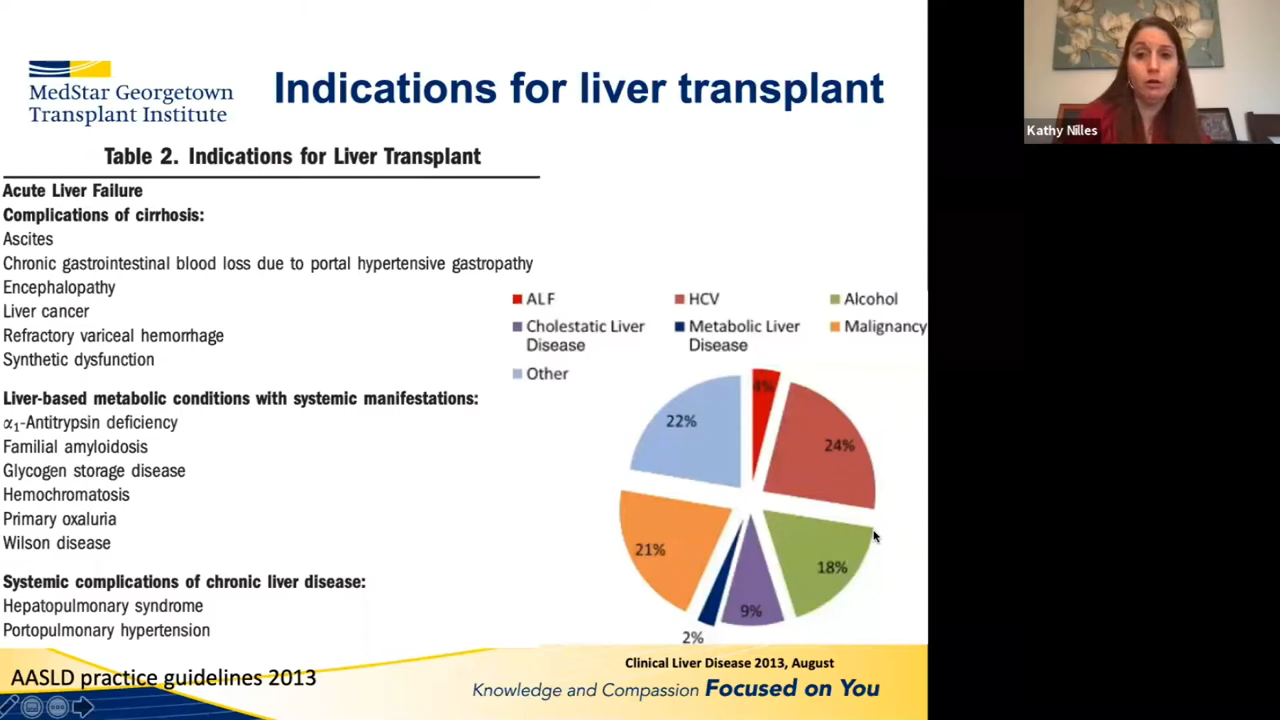 MedStar Georgetown
Transplant Institute
Indications for liver transplant
Kathy Nilles
Table 2. Indications for Liver Transplant
Acute Liver Failure
Complications of cirrhosis:
Ascites
Chronic gastrointestinal blood loss due to portal hypertensive gastropathy
Encephalopathy
Liver cancer
Refractory variceal hemorrhage
Synthetic dysfunction
Liver-based metabolic conditions with systemic manifestations:
α₁-Antitrypsin deficiency
Familial amyloidosis
Glycogen storage disease
Hemochromatosis
Primary oxaluria
Wilson disease
Systemic complications of chronic liver disease:
Hepatopulmonary syndrome
Portopulmonary hypertension
ALF
HCV
Alcohol
Cholestatic Liver
Disease
Metabolic Liver
Disease
Malignancy
Other
4%
24%
18%
9%
2%
21%
22%
AASLD practice guidelines 2013
Clinical Liver Disease 2013, August
Knowledge and Compassion Focused on You